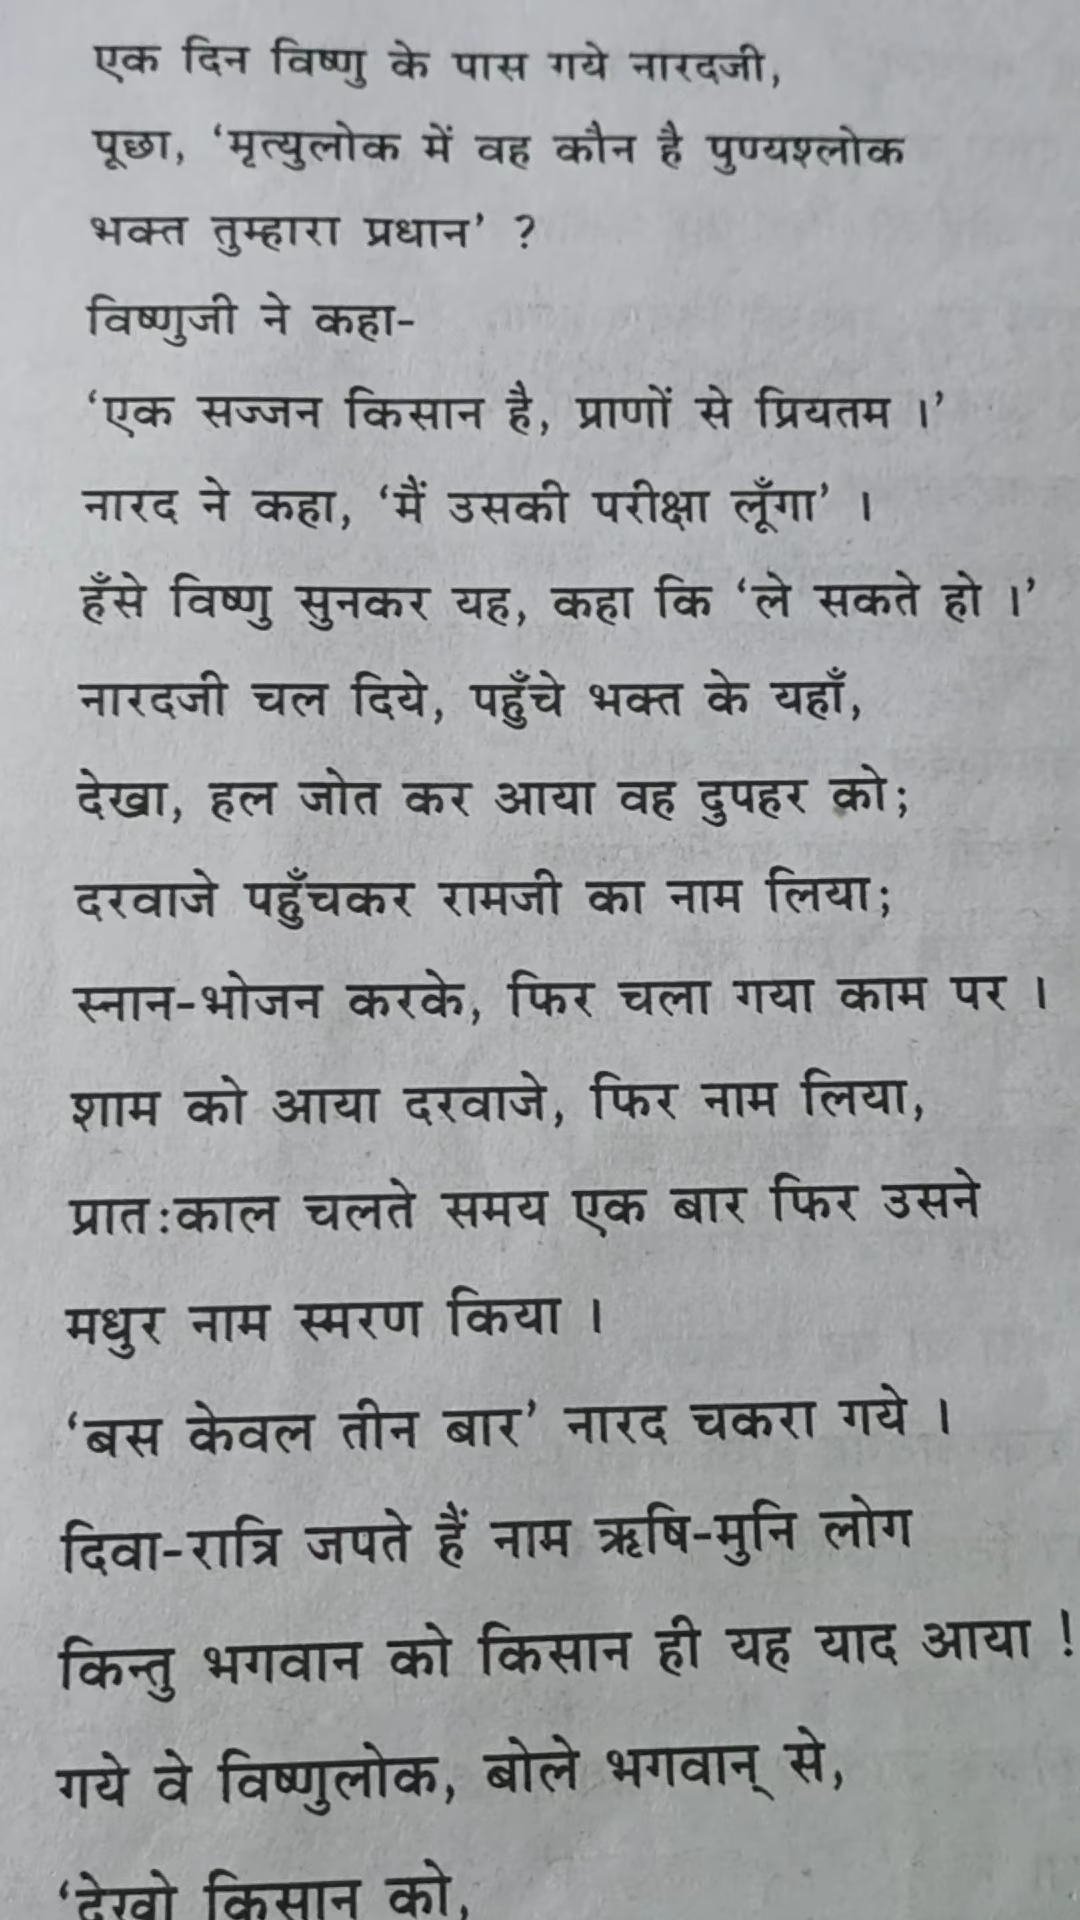 एक दिन विष्णु के पास गये नारदजी,
पूछा, ‘मृत्युलोक में वह कौन है पुण्यश्लोक
भक्त तुम्हारा प्रधान’ ?
विष्णुजी ने कहा-
‘एक सज्जन किसान है, प्राणों से प्रियतम ।’
नारद ने कहा, ‘मैं उसकी परीक्षा लूँगा’ ।
हँसे विष्णु सुनकर यह, कहा कि ‘ले सकते हो ।’
नारदजी चल दिये, पहुँचे भक्त के यहाँ,
देखा, हल जोत कर आया वह दुपहर को;
दरवाजे पहुँचकर रामजी का नाम लिया;
स्नान-भोजन करके, फिर चला गया काम पर ।
शाम को आया दरवाजे, फिर नाम लिया,
प्रात:काल चलते समय एक बार फिर उसने
मधुर नाम स्मरण किया ।
‘बस केवल तीन बार’ नारद चकरा गये ।
दिवा-रात्रि जपते हैं नाम ऋषि-मुनि लोग
किन्तु भगवान को किसान ही यह याद आया !
गये वे विष्णुलोक, बोले भगवान् से,
‘देखो किसान को,